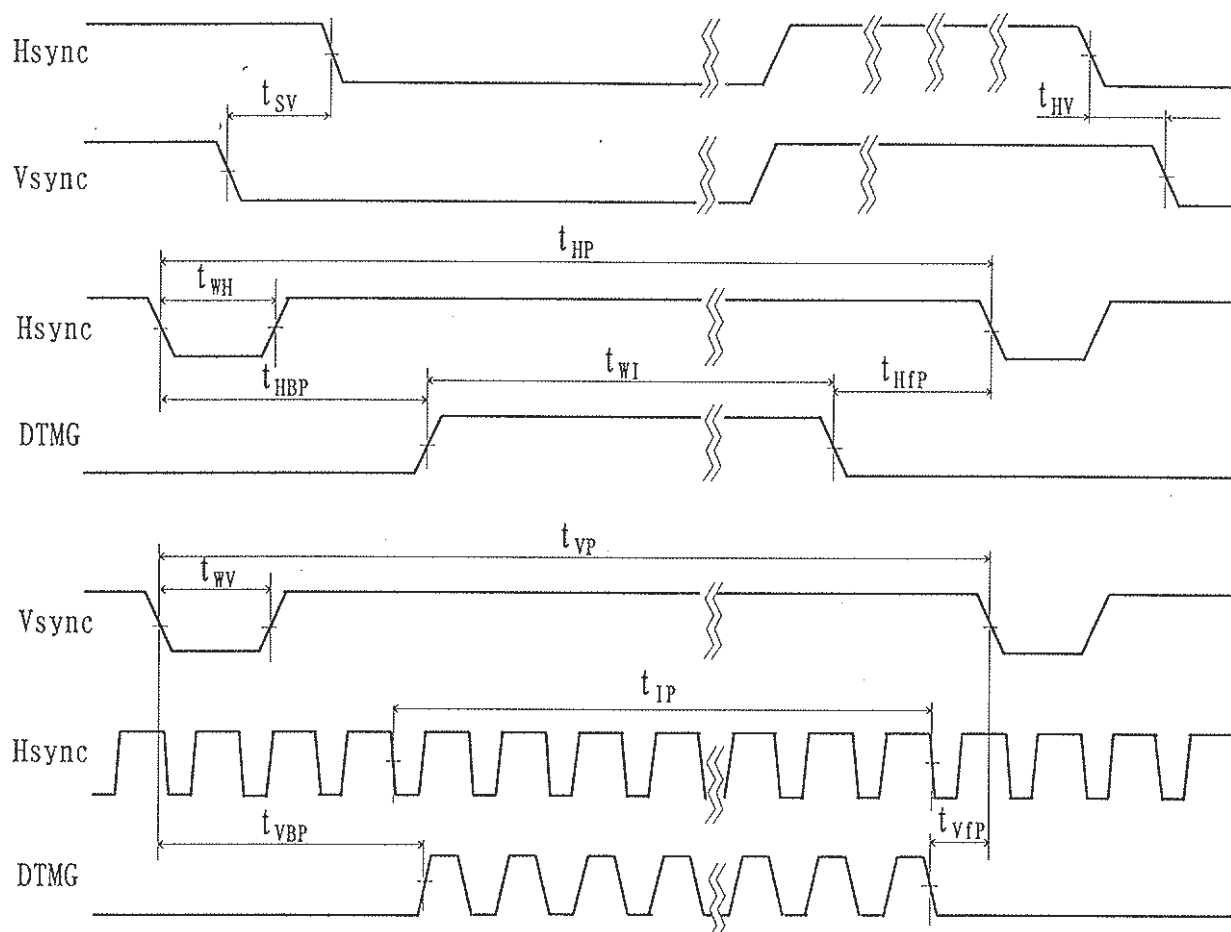 Hsync
t_SV
t_HV
Vsync
t_HP
t_WH
Hsync
t_HBP
t_WI
t_HfP
DTMG
t_VP
t_WV
Vsync
t_IP
Hsync
t_VBP
t_VfP
DTMG